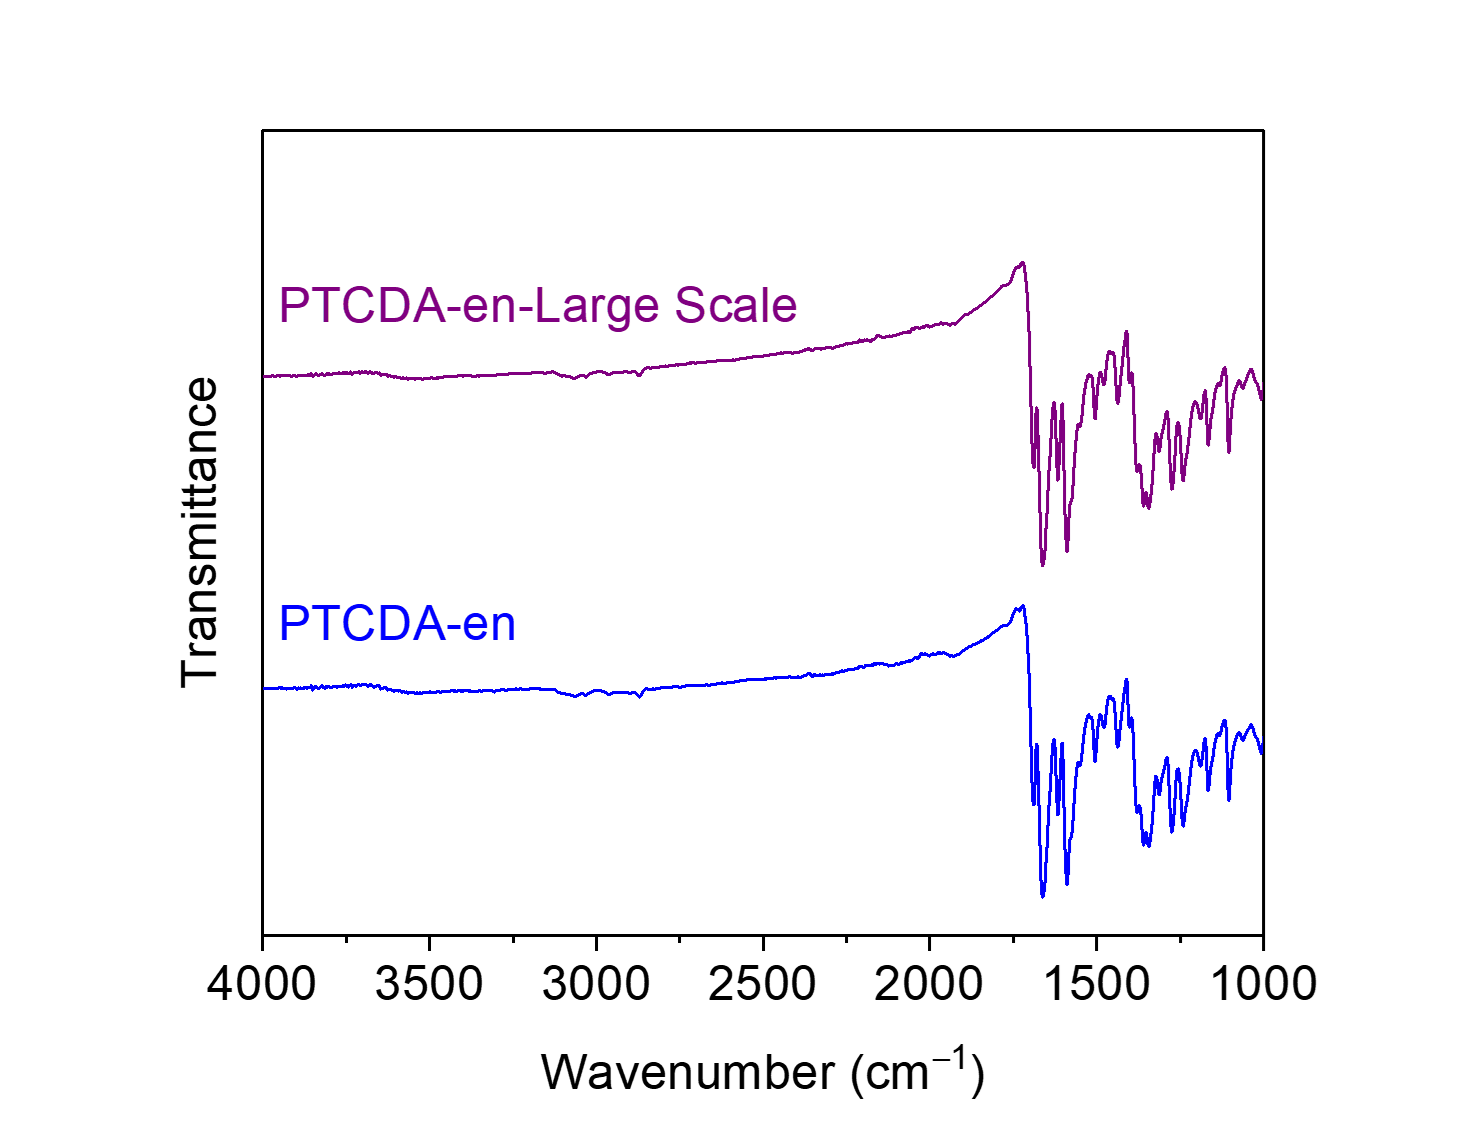 PTCDA-en-Large Scale
PTCDA-en
Transmittance
4000 3500 3000 2500 2000 1500 1000
Wavenumber (cm⁻¹)